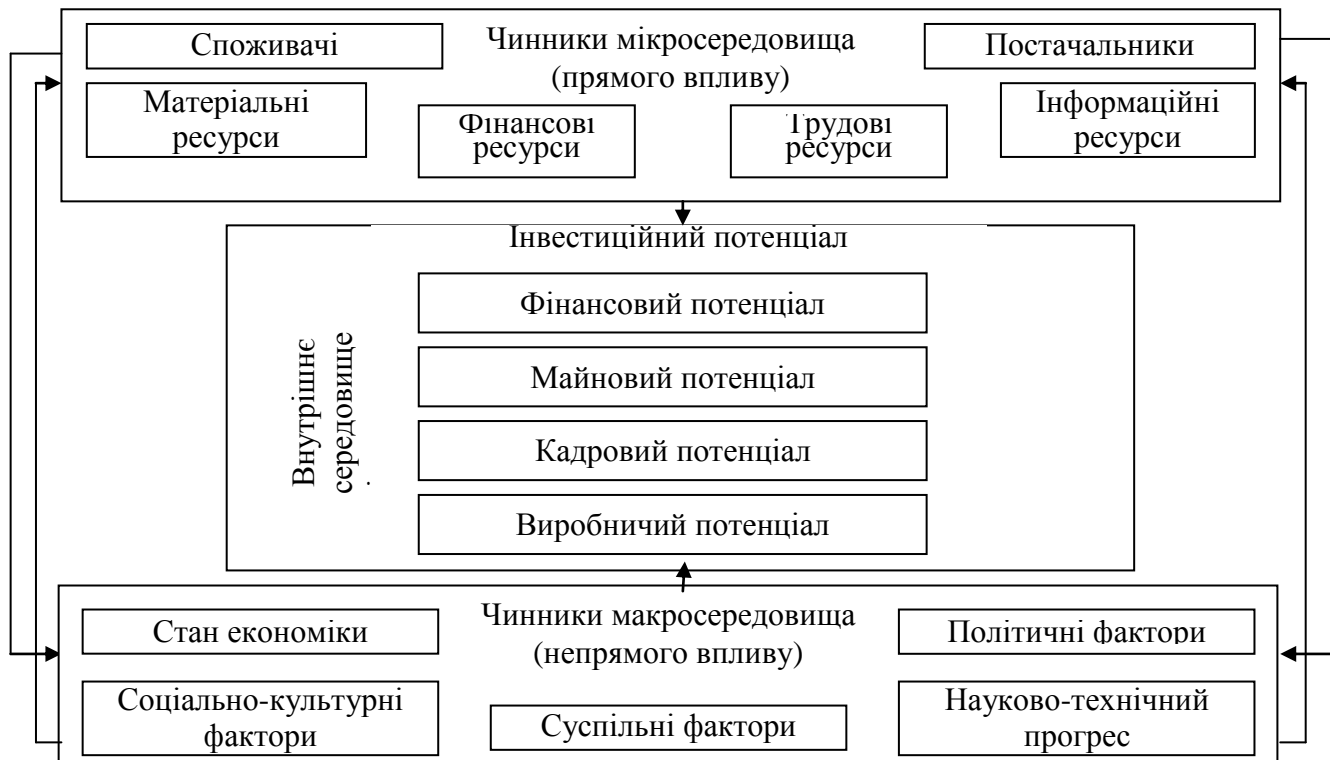 Споживачі
Чинники мікросередовища
(прямого впливу)
Постачальники
Матеріальні
ресурси
Фінансові
ресурси
Трудові
ресурси
Інформаційні
ресурси
Інвестиційний потенціал
Внутрішнє
середовище
Фінансовий потенціал
Майновий потенціал
Кадровий потенціал
Виробничий потенціал
Чинники макросередовища
(непрямого впливу)
Стан економіки
Політичні фактори
Соціально-культурні
фактори
Суспільні фактори
Науково-технічний
прогрес